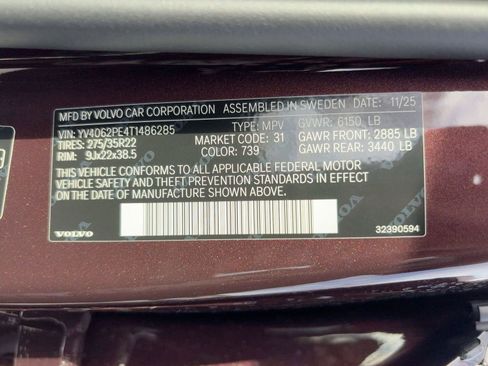 MFD BY VOLVO CAR CORPORATION ASSEMBLED IN SWEDEN DATE: 11/25
VIN: YV4062PE4T1486285 TYPE: MPV GVWR: 6150 LB
TIRES: 275/35R22 MARKET CODE: 31 GAWR FRONT: 2885 LB
RIM: 9Jx22x38.5 COLOR: 739 GAWR REAR: 3440 LB
THIS VEHICLE CONFORMS TO ALL APPLICABLE FEDERAL MOTOR
VEHICLE SAFETY AND THEFT PREVENTION STANDARDS IN EFFECT
ON THE DATE OF MANUFACTURE SHOWN ABOVE.
VOLVO 32390594